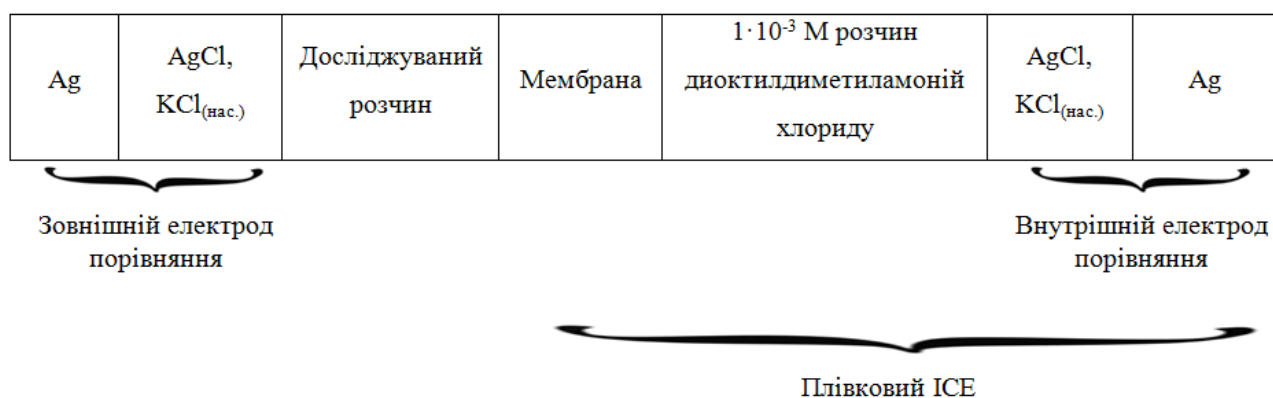 Ag
AgCl,
KCl(нас.)
Досліджуваний
розчин
Мембрана
1·10-3 М розчин
диоктилдиметиламоній
хлориду
AgCl,
KCl(нас.)
Ag
Зовнішній електрод
порівняння
Внутрішній електрод
порівняння
Плівковий ІСЕ